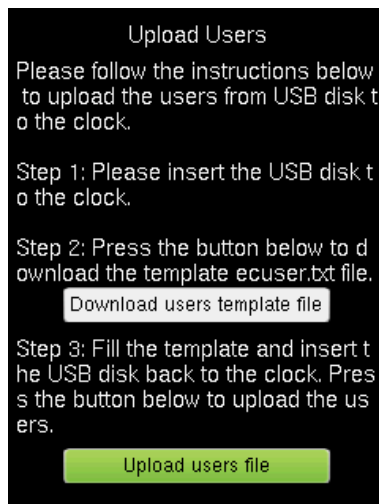 Upload Users
Please follow the instructions below
to upload the users from USB disk t
o the clock.
Step 1: Please insert the USB disk t
o the clock.
Step 2: Press the button below to d
ownload the template ecuser.txt file.
Download users template file
Step 3: Fill the template and insert t
he USB disk back to the clock. Pres
s the button below to upload the us
ers.
Upload users file